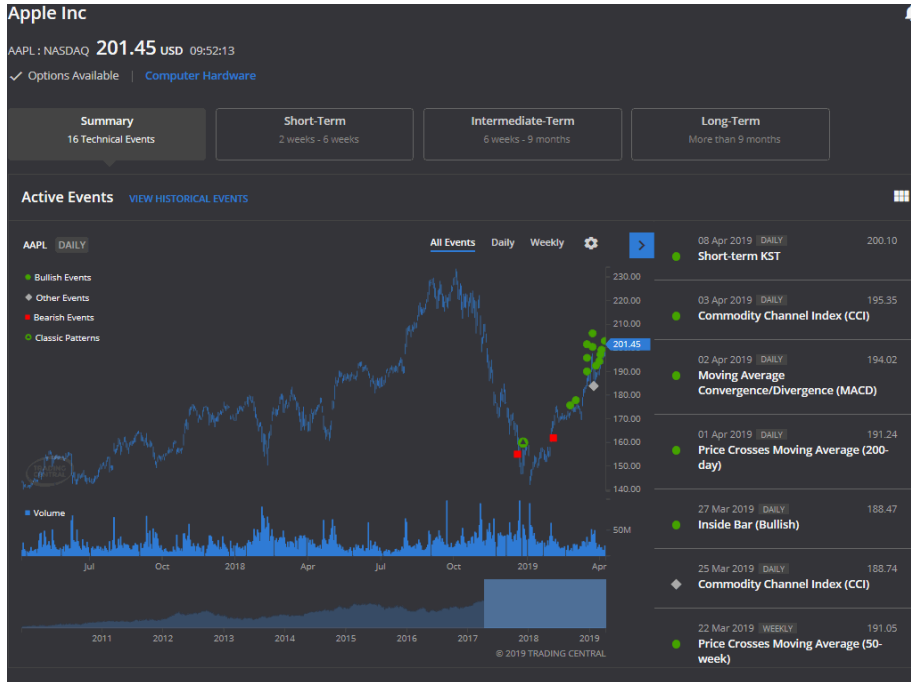 Apple Inc
AAPL : NASDAQ 201.45 USD 09:52:13
✓ Options Available | Computer Hardware
Summary
16 Technical Events
Short-Term
2 weeks - 6 weeks
Intermediate-Term
6 weeks - 9 months
Long-Term
More than 9 months
Active Events VIEW HISTORICAL EVENTS
AAPL DAILY
All Events Daily Weekly
Bullish Events
Other Events
Bearish Events
Classic Patterns
230.00
220.00
210.00
201.45
190.00
180.00
170.00
160.00
150.00
140.00
TRADING
CENTRAL
Volume
50M
Jul Oct 2018 Apr Jul Oct 2019 Apr
2011 2012 2013 2014 2015 2016 2017 2018 2019
© 2019 TRADING CENTRAL
08 Apr 2019 DAILY 200.10
Short-term KST
03 Apr 2019 DAILY 195.35
Commodity Channel Index (CCI)
02 Apr 2019 DAILY 194.02
Moving Average
Convergence/Divergence (MACD)
01 Apr 2019 DAILY 191.24
Price Crosses Moving Average (200-
day)
27 Mar 2019 DAILY 188.47
Inside Bar (Bullish)
25 Mar 2019 DAILY 188.74
Commodity Channel Index (CCI)
22 Mar 2019 WEEKLY 191.05
Price Crosses Moving Average (50-
week)